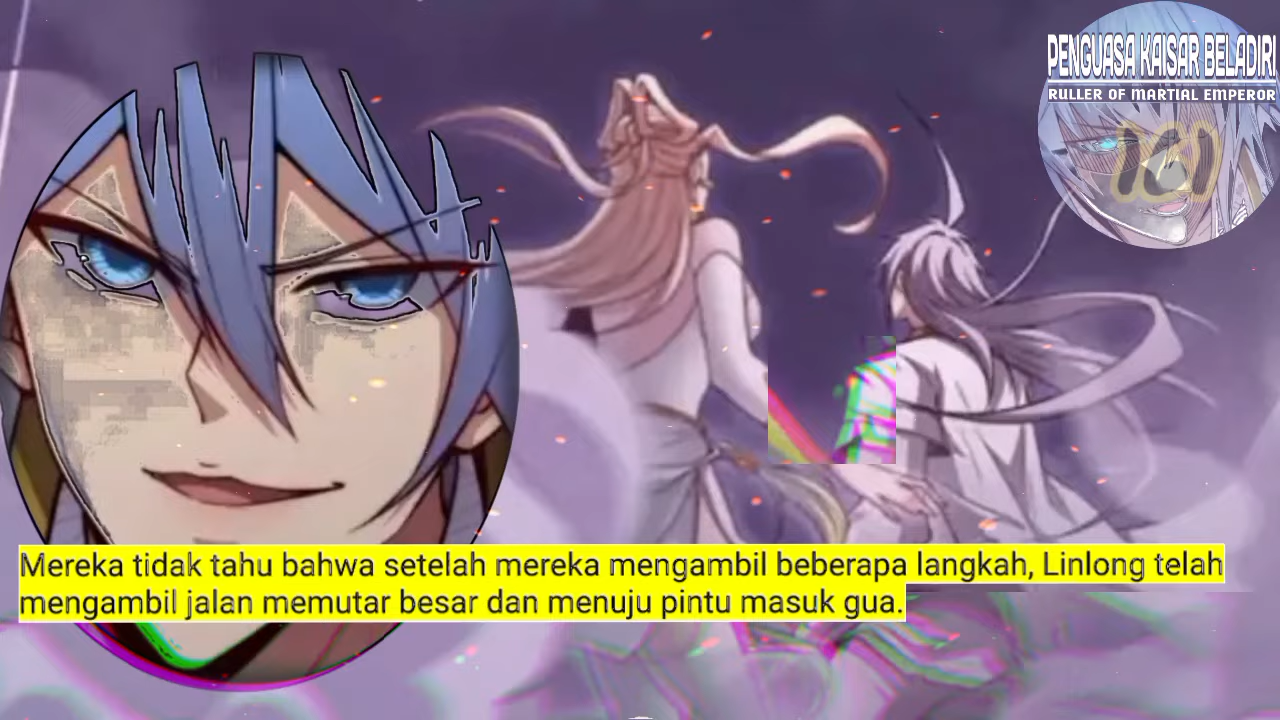 PENGUASA KAISAR BELADIRI
RULLER OF MARTIAL EMPEROR
Mereka tidak tahu bahwa setelah mereka mengambil beberapa langkah, Linlong telah
mengambil jalan memutar besar dan menuju pintu masuk gua.